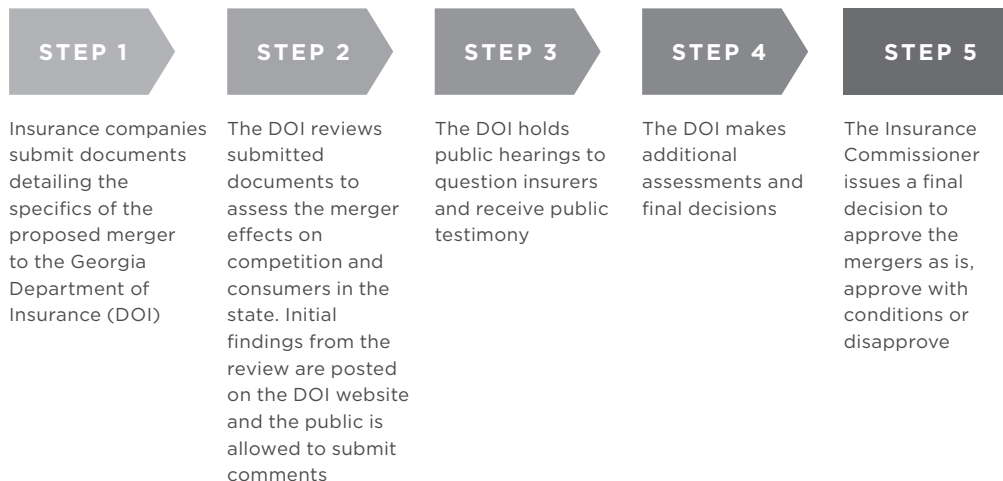 STEP 1
Insurance companies
submit documents
detailing the
specifics of the
proposed merger
to the Georgia
Department of
Insurance (DOI)
STEP 2
The DOI reviews
submitted
documents to
assess the merger
effects on
competition and
consumers in the
state. Initial
findings from the
review are posted
on the DOI website
and the public is
allowed to submit
comments
STEP 3
The DOI holds
public hearings to
question insurers
and receive public
testimony
STEP 4
The DOI makes
additional
assessments and
final decisions
STEP 5
The Insurance
Commissioner
issues a final
decision to
approve the
mergers as is,
approve with
conditions or
disapprove